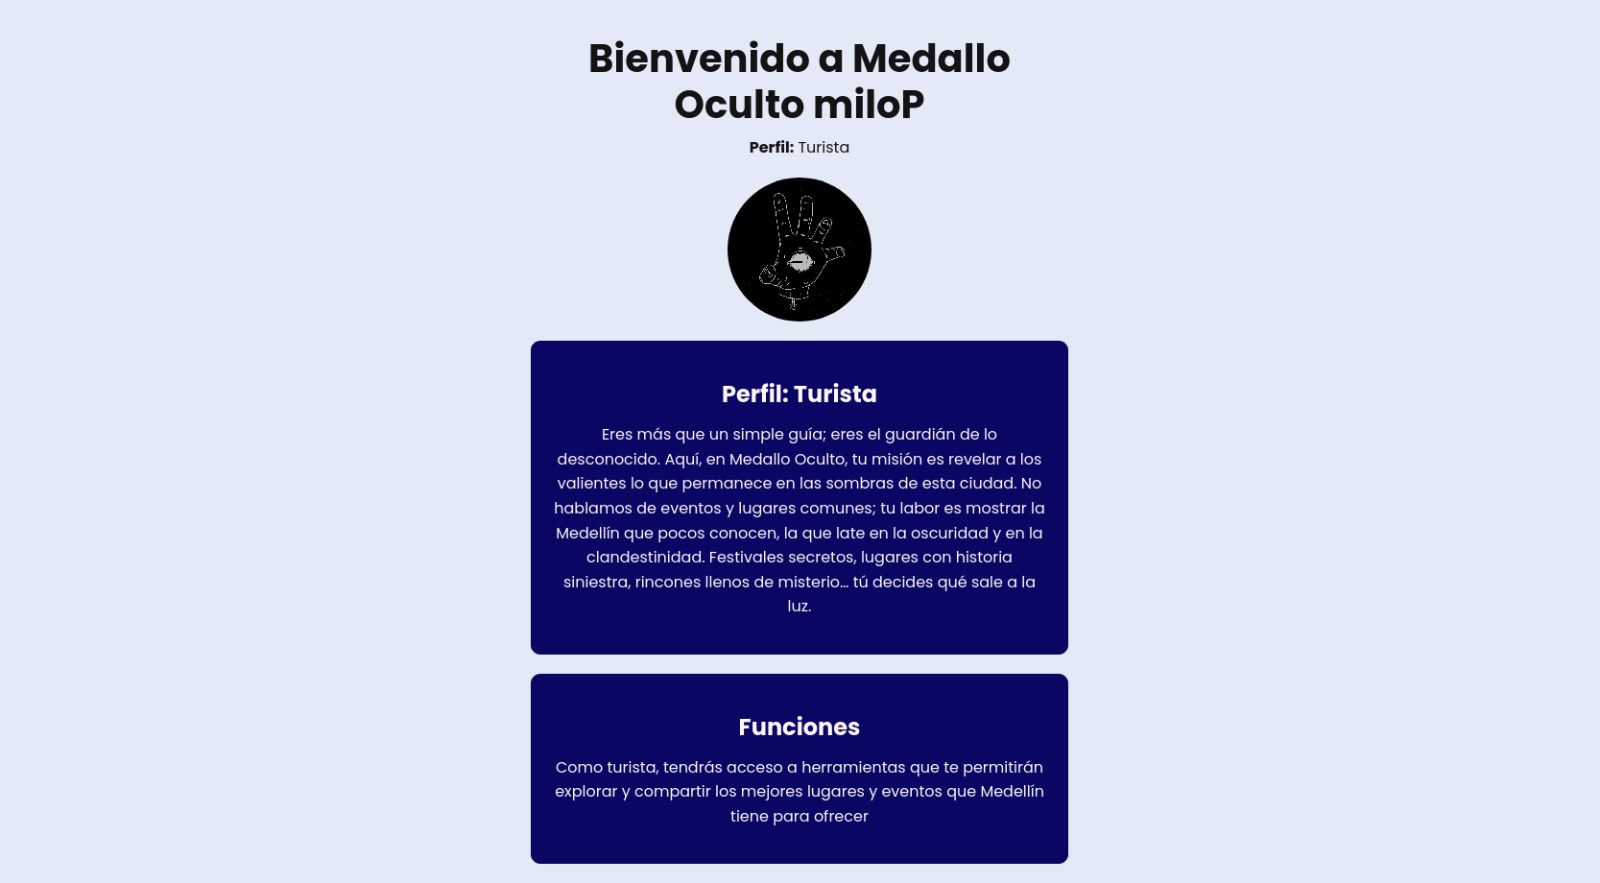 Bienvenido a Medallo
Oculto miloP
Perfil: Turista
Perfil: Turista
Eres más que un simple guía; eres el guardián de lo
desconocido. Aquí, en Medallo Oculto, tu misión es revelar a los
valientes lo que permanece en las sombras de esta ciudad. No
hablamos de eventos y lugares comunes; tu labor es mostrar la
Medellín que pocos conocen, la que late en la oscuridad y en la
clandestinidad. Festivales secretos, lugares con historia
siniestra, rincones llenos de misterio... tú decides qué sale a la
luz.
Funciones
Como turista, tendrás acceso a herramientas que te permitirán
explorar y compartir los mejores lugares y eventos que Medellín
tiene para ofrecer